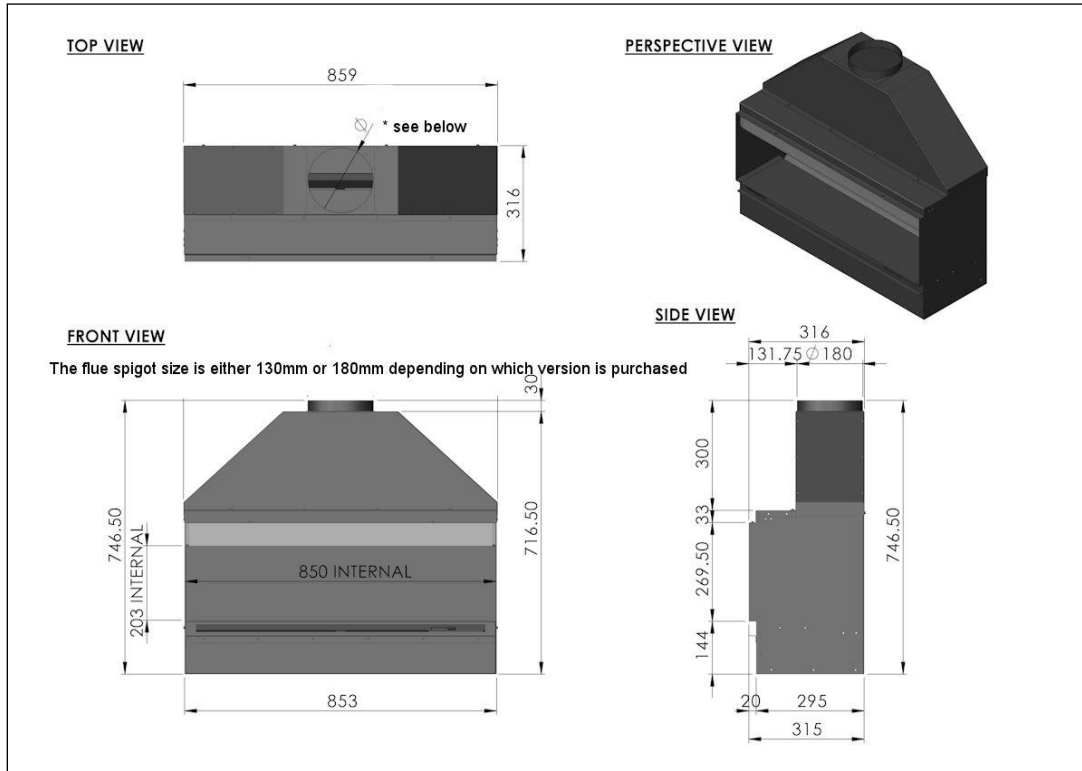 TOP VIEW
859
Ø * see below
316
PERSPECTIVE VIEW
FRONT VIEW
The flue spigot size is either 130mm or 180mm depending on which version is purchased
30
746.50
716.50
203 INTERNAL
850 INTERNAL
853
SIDE VIEW
316
131.75 Ø 180
300
33
269.50
144
746.50
20 295
315